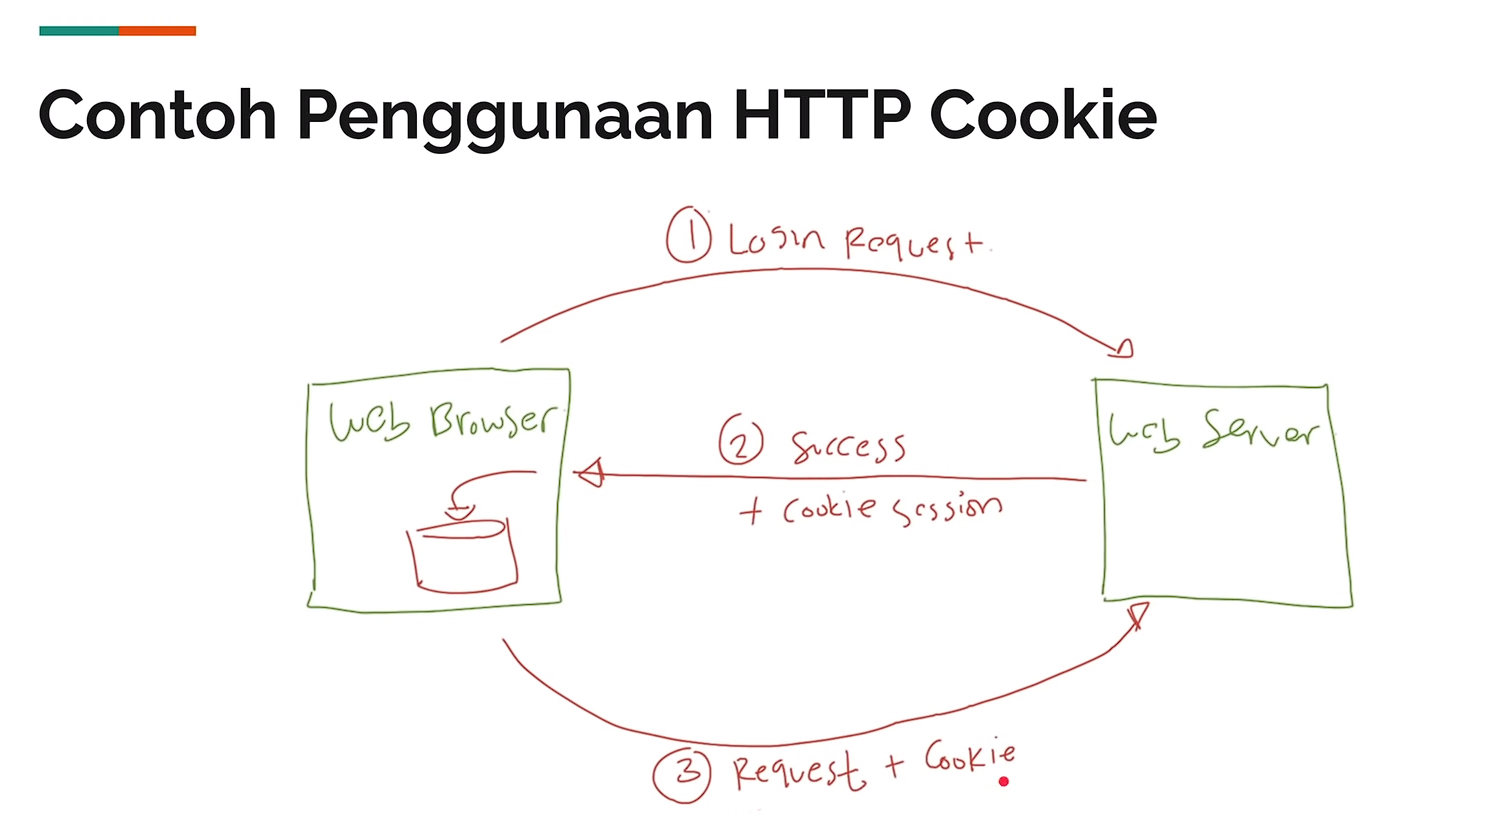 Contoh Penggunaan HTTP Cookie
1 Login Request
Web Browser
Web Server
2 Success
+ Cookie session
3 Request + Cookie